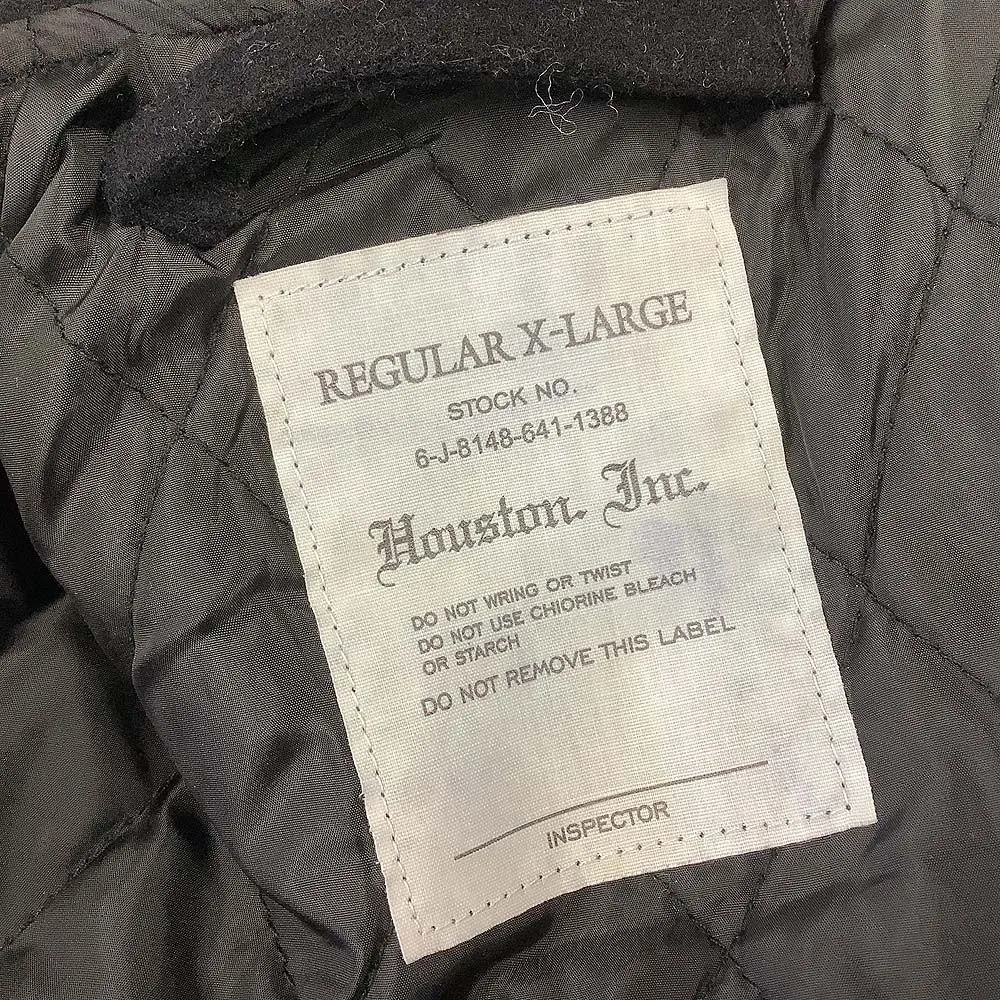 REGULAR X-LARGE
STOCK NO.
6-J-8148-641-1388
Houston. Inc.
DO NOT WRING OR TWIST
DO NOT USE CHIORINE BLEACH
OR STARCH
DO NOT REMOVE THIS LABEL
INSPECTOR